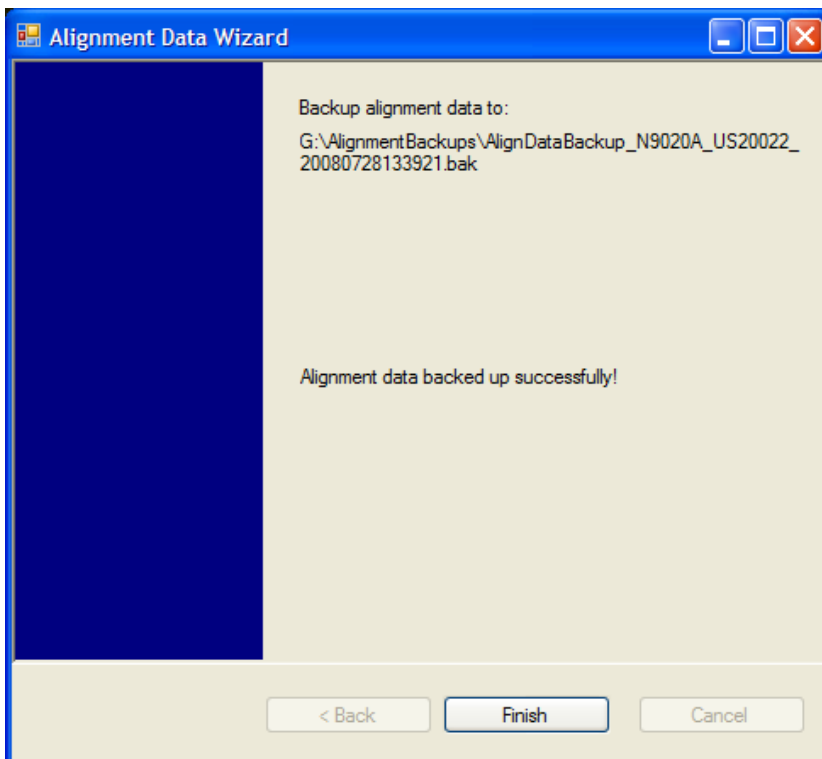 Alignment Data Wizard
Backup alignment data to:
G:\AlignmentBackups\AlignDataBackup_N9020A_US20022_
20080728133921.bak
Alignment data backed up successfully!
< Back
Finish
Cancel